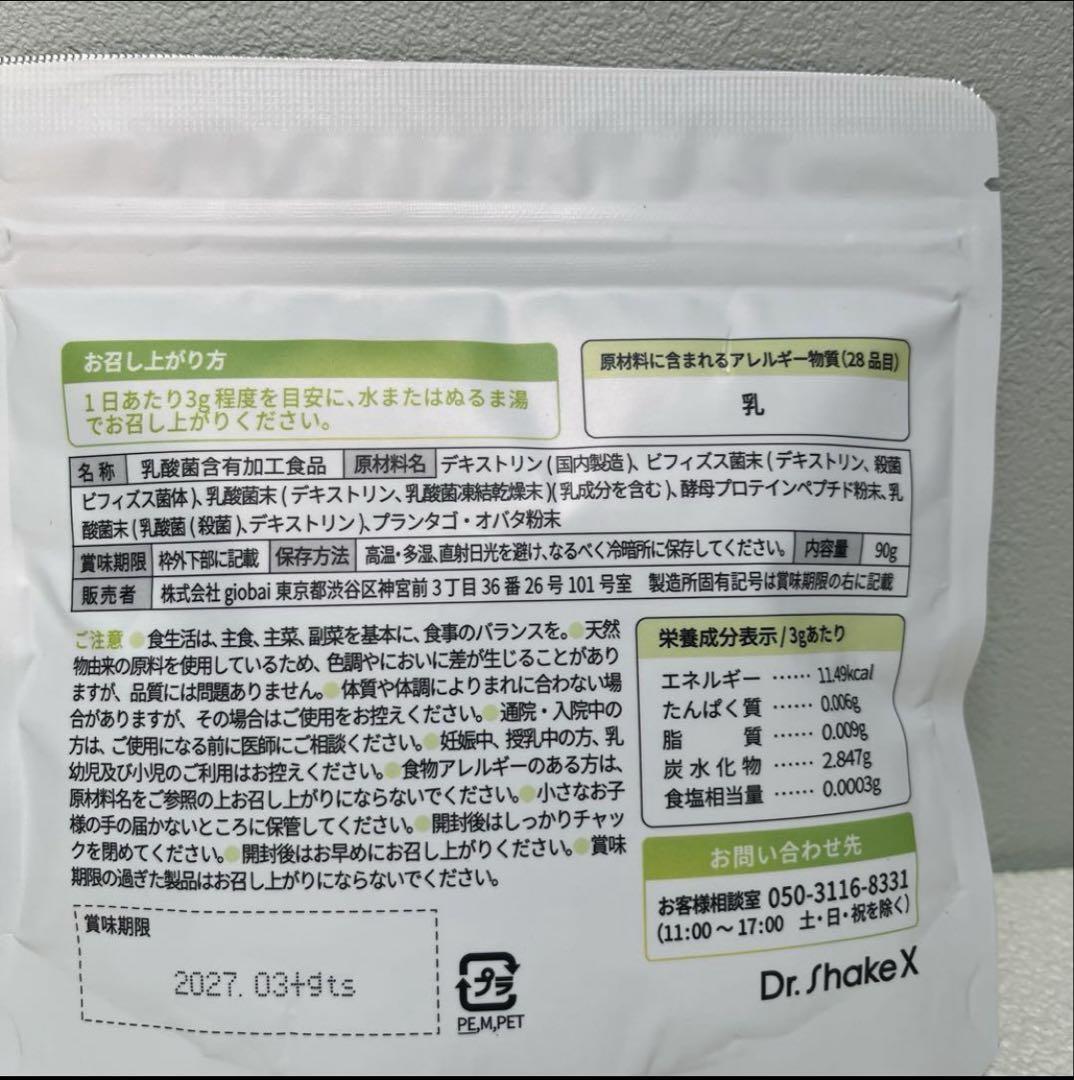 お召し上がり方
1日あたり3g程度を目安に、水またはぬるま湯
でお召し上がりください。
原材料に含まれるアレルギー物質(28品目)
乳
名称 乳酸菌含有加工食品 原材料名 デキストリン(国内製造)、ビフィズス菌末(デキストリン、殺菌
ビフィズス菌体)、乳酸菌末(デキストリン、乳酸菌凍結乾燥末)(乳成分を含む)、酵母プロテインペプチド粉末、乳
酸菌末(乳酸菌(殺菌)、デキストリン)、プランタゴ・オバタ粉末
賞味期限 枠外下部に記載 保存方法 高温・多湿、直射日光を避け、なるべく冷暗所に保存してください。 内容量 90g
販売者 株式会社giobai 東京都渋谷区神宮前3丁目36番26号101号室 製造所固有記号は賞味期限の右に記載
ご注意 ●食生活は、主食、主菜、副菜を基本に、食事のバランスを。●天然
物由来の原料を使用しているため、色調やにおいに差が生じることがあり
ますが、品質には問題ありません。●体質や体調によりまれに合わない場
合がありますが、その場合はご使用をお控えください。●通院・入院中の
方は、ご使用になる前に医師にご相談ください。●妊娠中、授乳中の方、乳
幼児及び小児のご利用はお控えください。●食物アレルギーのある方は、
原材料名をご参照の上お召し上がりにならないでください。●小さなお子
様の手の届かないところに保管してください。●開封後はしっかりチャッ
クを閉めてください。●開封後はお早めにお召し上がりください。●賞味
期限の過ぎた製品はお召し上がりにならないでください。
栄養成分表示/3gあたり
エネルギー …… 11.49kcal
たんぱく質 …… 0.006g
脂質 …… 0.009g
炭水化物 …… 2.847g
食塩相当量 …… 0.0003g
お問い合わせ先
お客様相談室 050-3116-8331
(11:00〜17:00 土・日・祝を除く)
賞味期限
2027.03+gts
プラ
PE,M,PET
Dr.Shake X